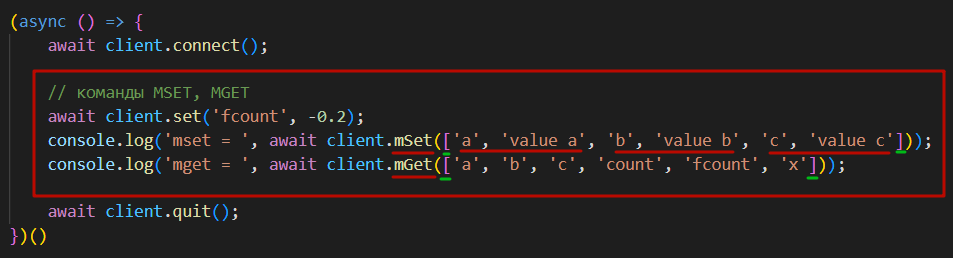 (async () => {
await client.connect();
// команды MSET, MGET
await client.set('fcount', -0.2);
console.log('mset = ', await client.mSet(['a', 'value a', 'b', 'value b', 'c', 'value c']));
console.log('mget = ', await client.mGet(['a', 'b', 'c', 'count', 'fcount', 'x']));
await client.quit();
})()